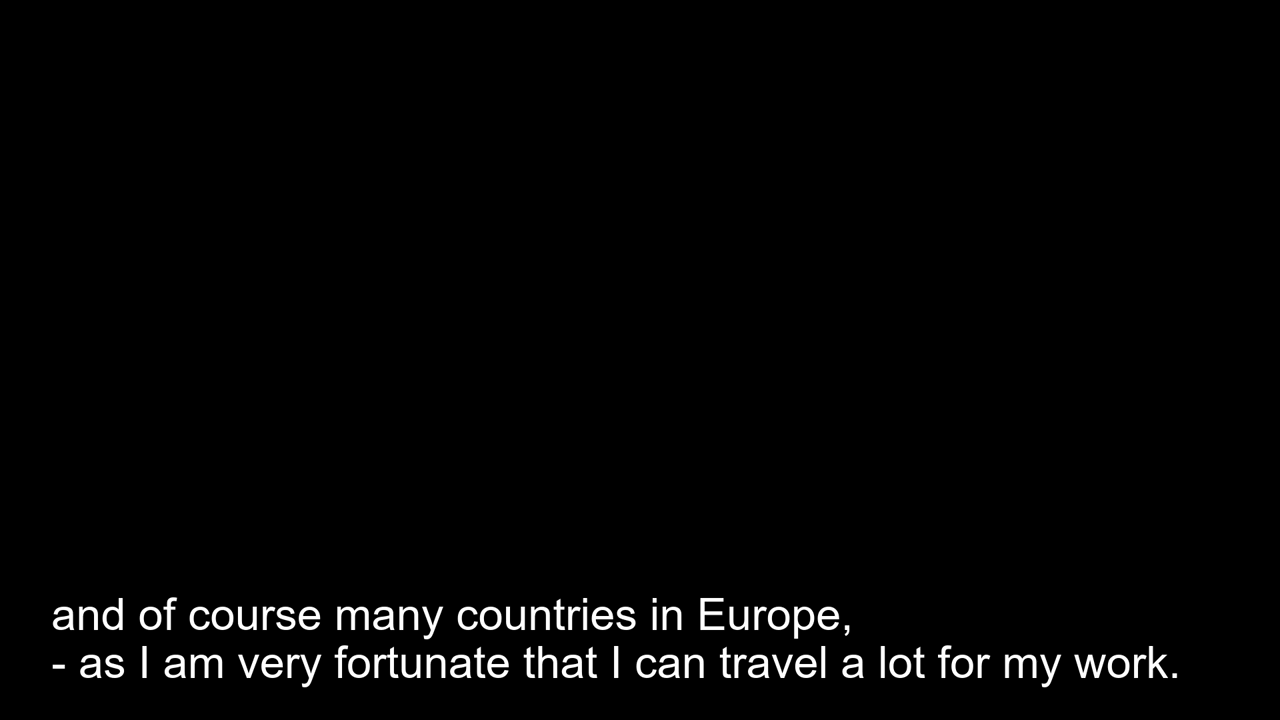 and of course many countries in Europe,
- as I am very fortunate that I can travel a lot for my work.